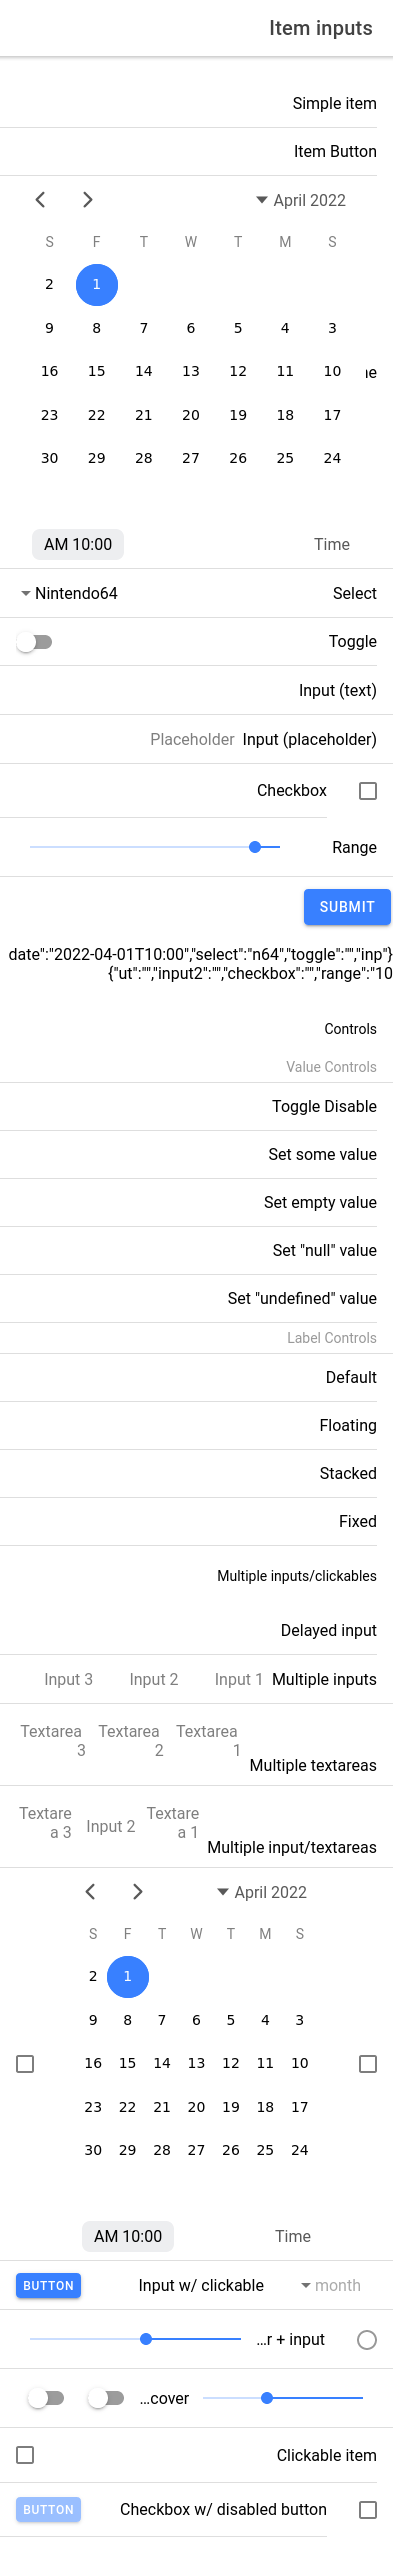 Item inputs
Simple item
Item Button
April 2022
S M T W T F S
1 2
3 4 5 6 7 8 9
10 11 12 13 14 15 16
17 18 19 20 21 22 23
24 25 26 27 28 29 30
Time AM 10:00
Select Nintendo64
Toggle
Input (text)
Input (placeholder) Placeholder
Checkbox
Range
SUBMIT
date":"2022-04-01T10:00","select":"n64","toggle":"","inp"}
{"ut":"","input2":"","checkbox":"","range":"10
Controls
Value Controls
Toggle Disable
Set some value
Set empty value
Set "null" value
Set "undefined" value
Label Controls
Default
Floating
Stacked
Fixed
Multiple inputs/clickables
Delayed input
Multiple inputs Input 1 Input 2 Input 3
Multiple textareas Textarea 1 Textarea 2 Textarea 3
Multiple input/textareas Textarea 1 Input 2 Textarea 3
April 2022
S M T W T F S
1 2
3 4 5 6 7 8 9
10 11 12 13 14 15 16
17 18 19 20 21 22 23
24 25 26 27 28 29 30
Time AM 10:00
month Input w/ clickable BUTTON
...r + input
...cover
Clickable item
Checkbox w/ disabled button BUTTON